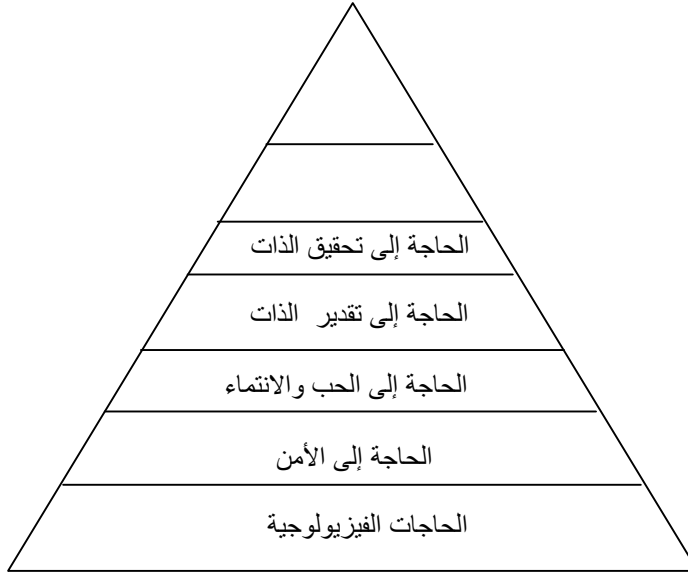 الحاجة إلى تحقيق الذات
الحاجة إلى تقدير الذات
الحاجة إلى الحب والانتماء
الحاجة إلى الأمن
الحاجات الفيزيولوجية